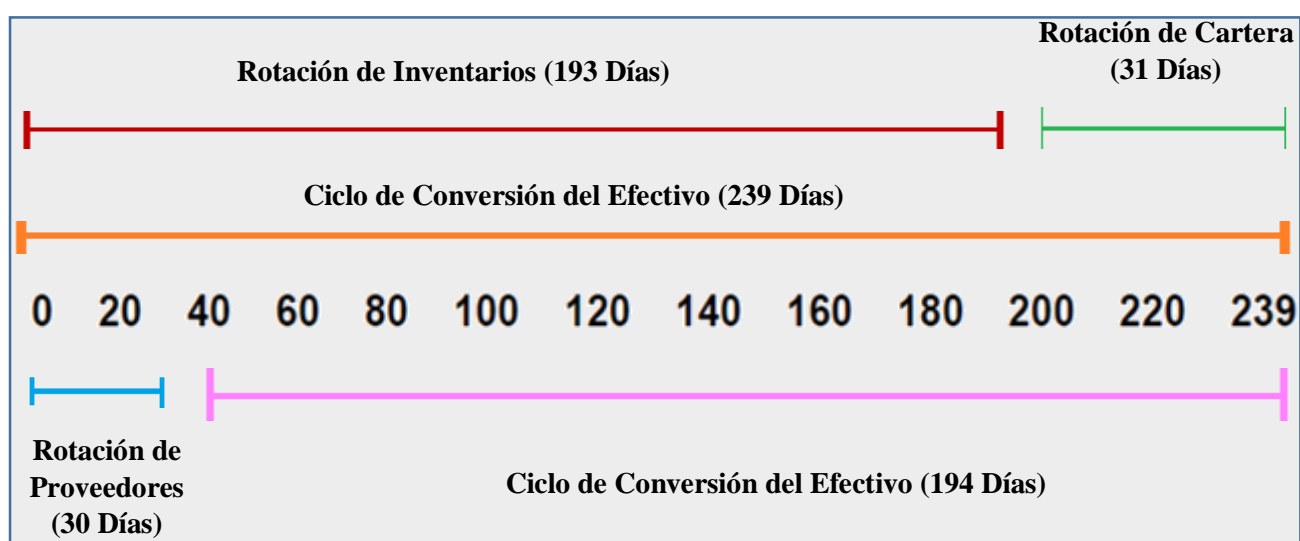 Rotación de Cartera
(31 Días)
Rotación de Inventarios (193 Días)
Ciclo de Conversión del Efectivo (239 Días)
0 20 40 60 80 100 120 140 160 180 200 220 239
Rotación de
Proveedores
(30 Días)
Ciclo de Conversión del Efectivo (194 Días)